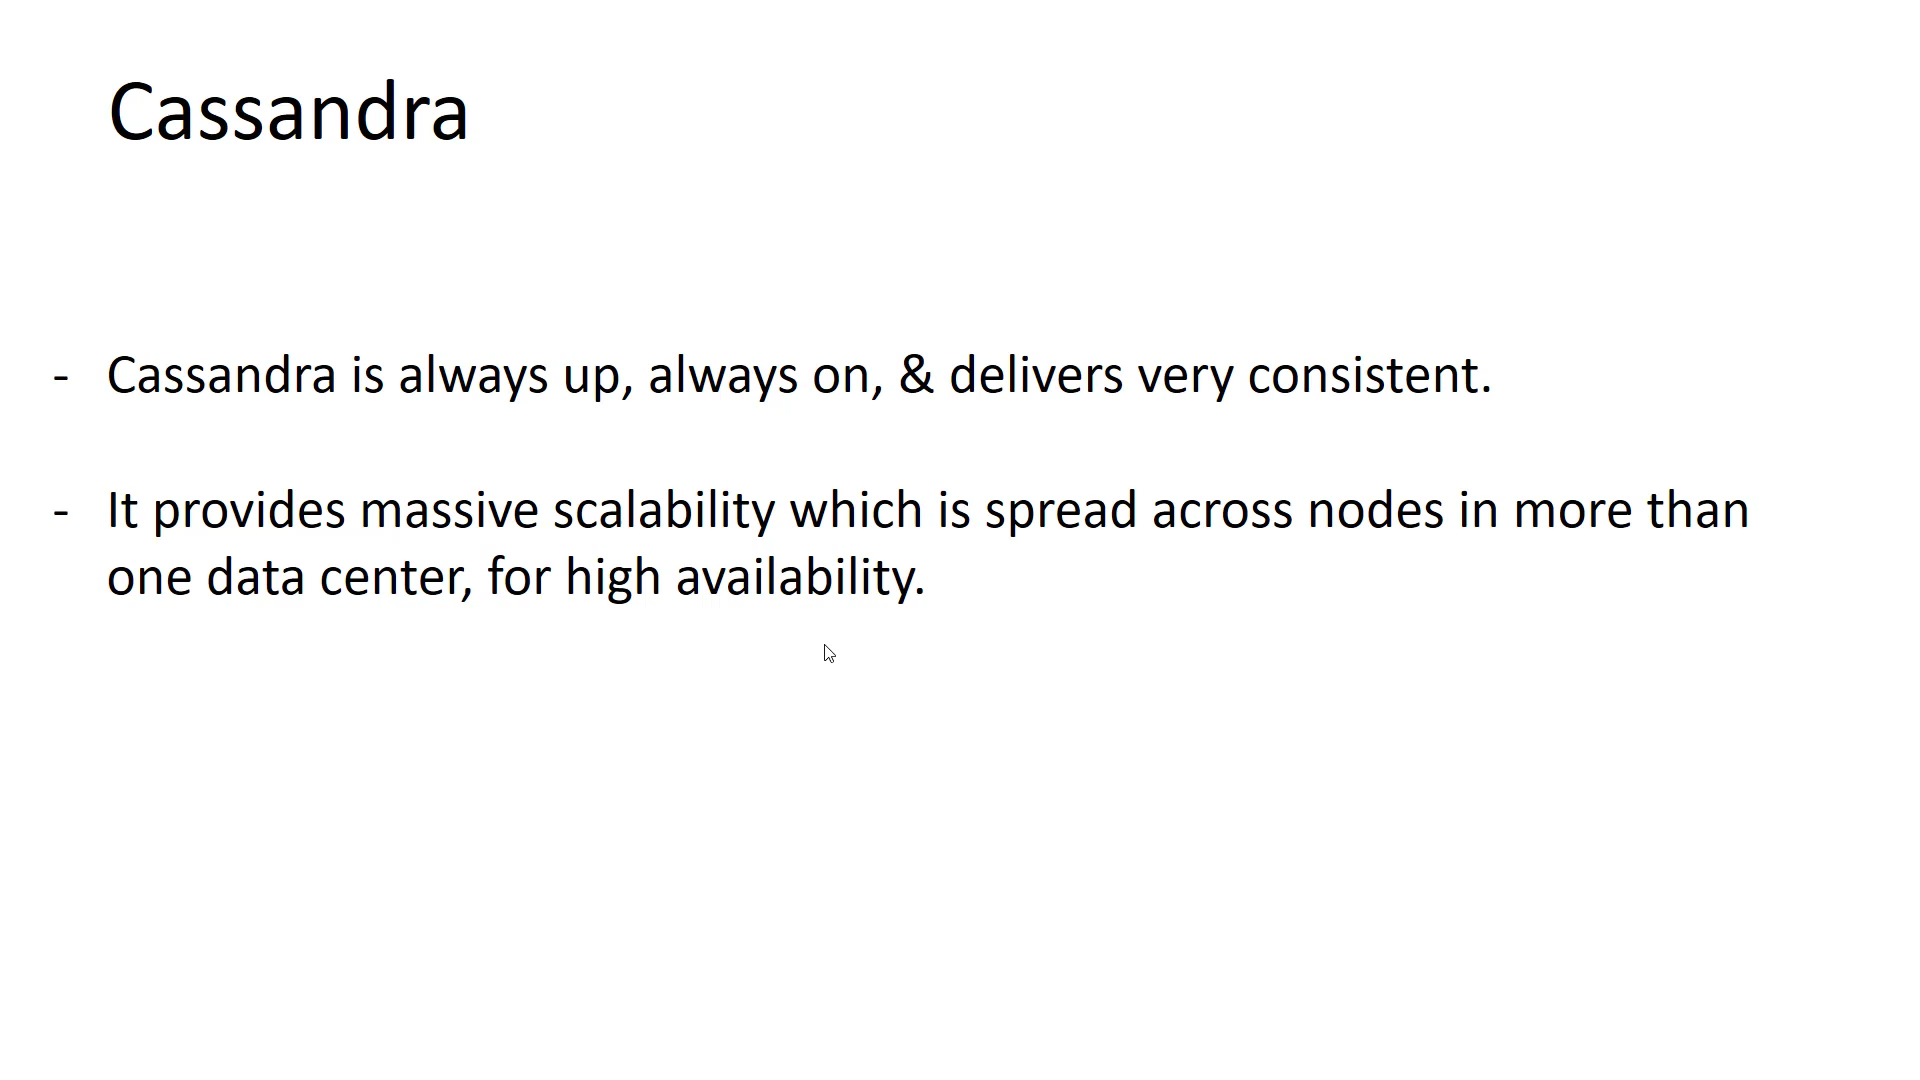 Cassandra
- Cassandra is always up, always on, & delivers very consistent.
- It provides massive scalability which is spread across nodes in more than
one data center, for high availability.